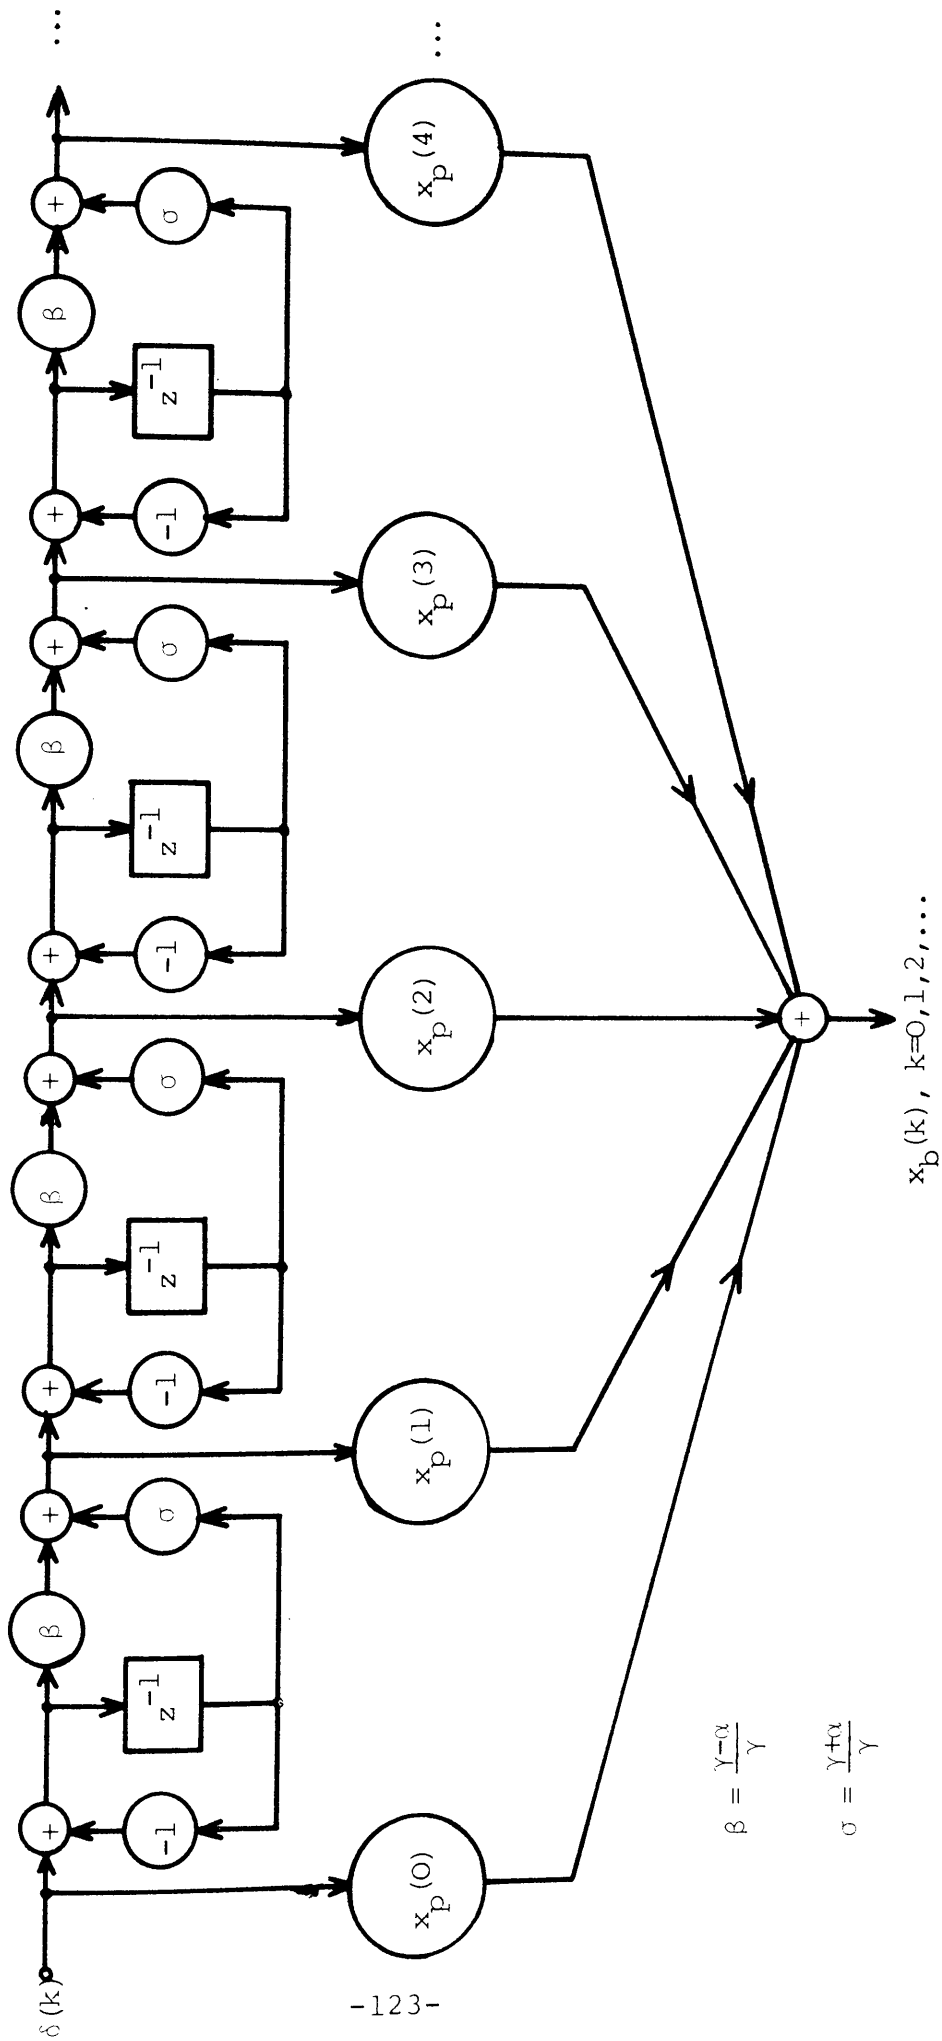 δ(k)
+ -1 z⁻¹ β + σ
+ -1 z⁻¹ β + σ
+ -1 z⁻¹ β + σ
+ -1 z⁻¹ β + σ
...
x_p(0) x_p(1) x_p(2) x_p(3) x_p(4) ...
+
x_b(k), k=0,1,2,...
β = (γ-α)/γ
σ = (γ+α)/γ
-123-